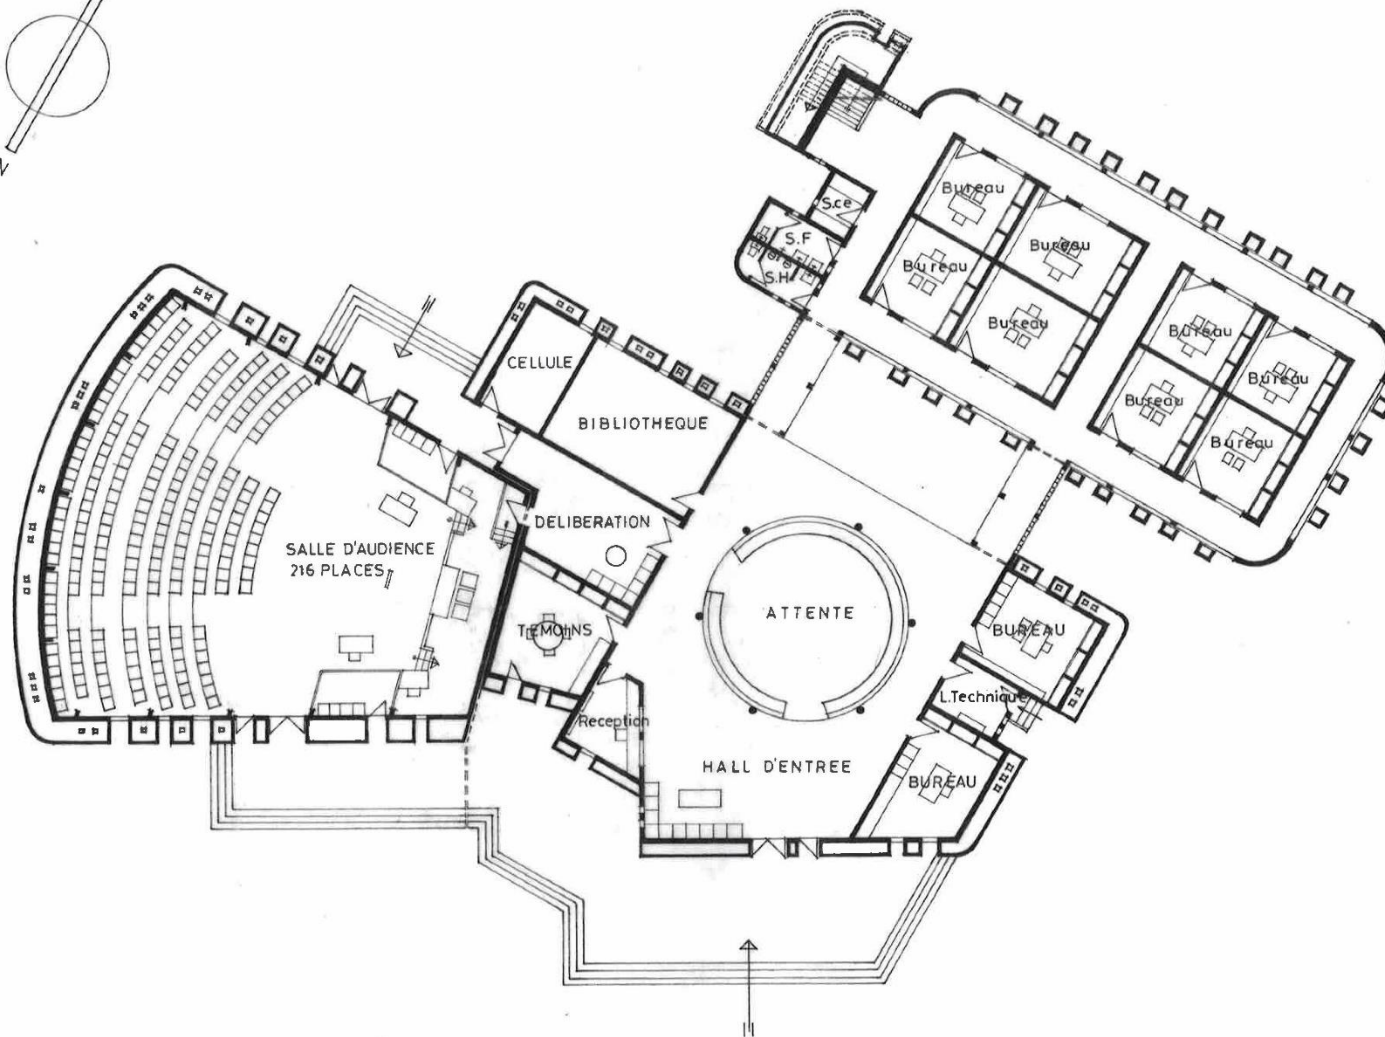 N
Bureau
S.ce
S.F
Bureau
Bureau
S.H
Bureau
Bureau
Bureau
CELLULE
Bureau
Bureau
BIBLIOTHEQUE
Bureau
DELIBERATION
SALLE D'AUDIENCE
216 PLACES
ATTENTE
TEMOINS
BUREAU
L.Technique
Reception
HALL D'ENTREE
BUREAU